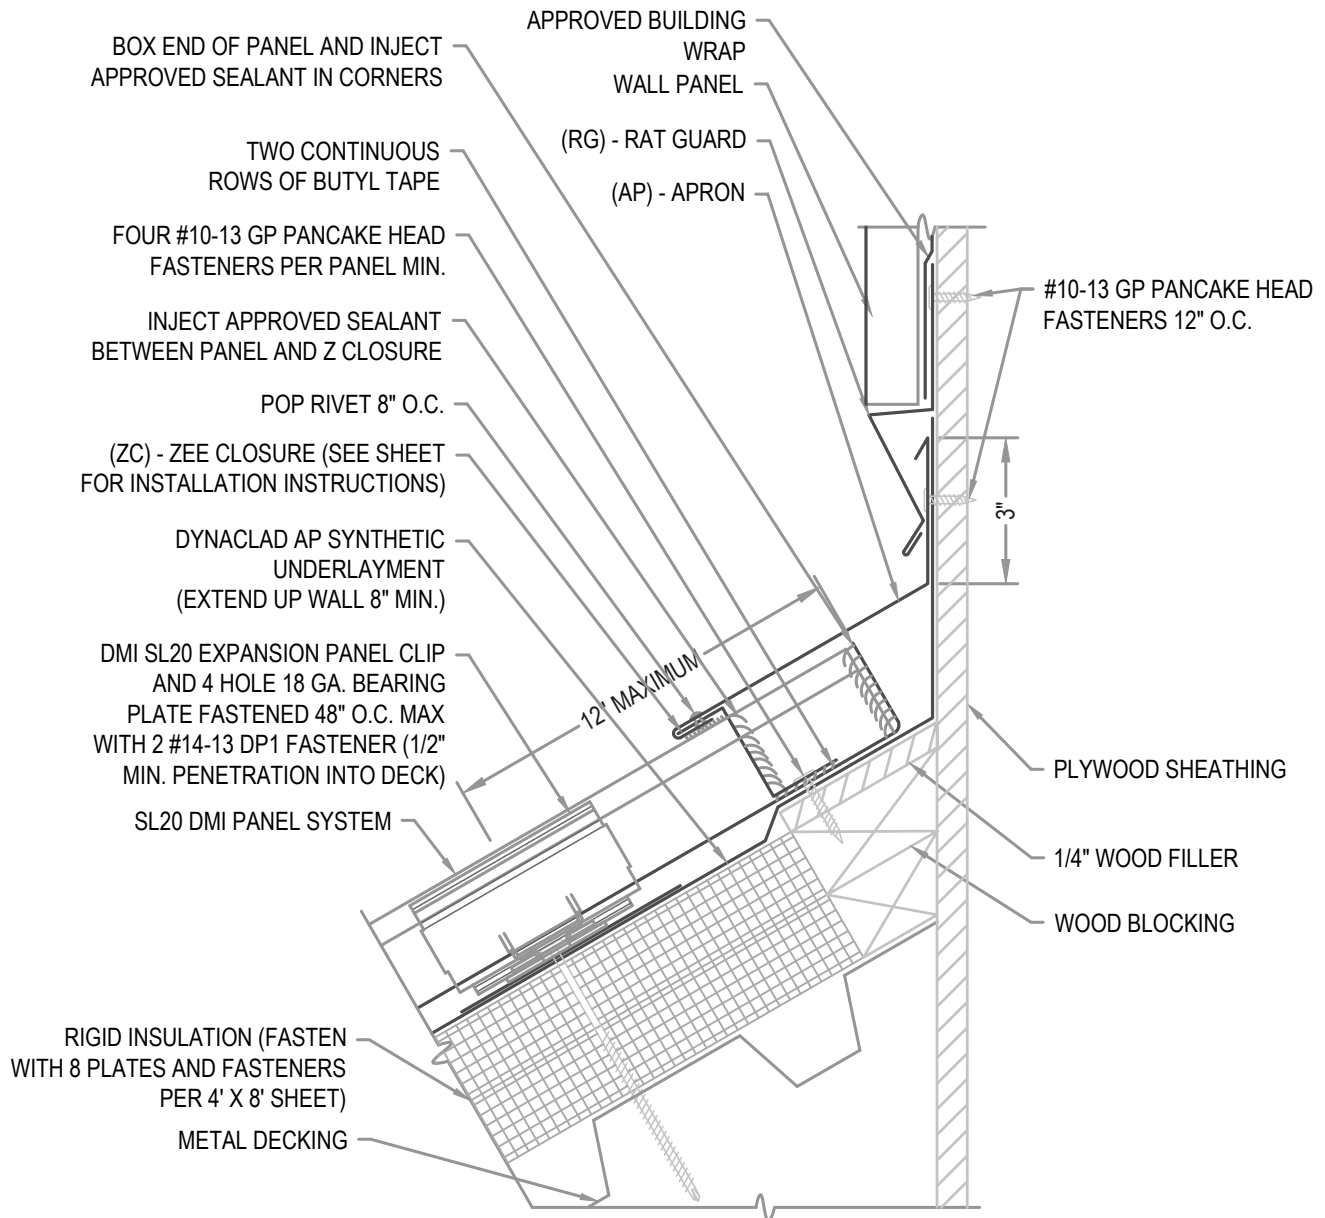 BOX END OF PANEL AND INJECT
APPROVED SEALANT IN CORNERS
TWO CONTINUOUS
ROWS OF BUTYL TAPE
FOUR #10-13 GP PANCAKE HEAD
FASTENERS PER PANEL MIN.
INJECT APPROVED SEALANT
BETWEEN PANEL AND Z CLOSURE
POP RIVET 8" O.C.
(ZC) - ZEE CLOSURE (SEE SHEET
FOR INSTALLATION INSTRUCTIONS)
DYNACLAD AP SYNTHETIC
UNDERLAYMENT
(EXTEND UP WALL 8" MIN.)
DMI SL20 EXPANSION PANEL CLIP
AND 4 HOLE 18 GA. BEARING
PLATE FASTENED 48" O.C. MAX
WITH 2 #14-13 DP1 FASTENER (1/2"
MIN. PENETRATION INTO DECK)
SL20 DMI PANEL SYSTEM
RIGID INSULATION (FASTEN
WITH 8 PLATES AND FASTENERS
PER 4' X 8' SHEET)
METAL DECKING
APPROVED BUILDING
WRAP
WALL PANEL
(RG) - RAT GUARD
(AP) - APRON
#10-13 GP PANCAKE HEAD
FASTENERS 12" O.C.
3"
12' MAXIMUM
PLYWOOD SHEATHING
1/4" WOOD FILLER
WOOD BLOCKING